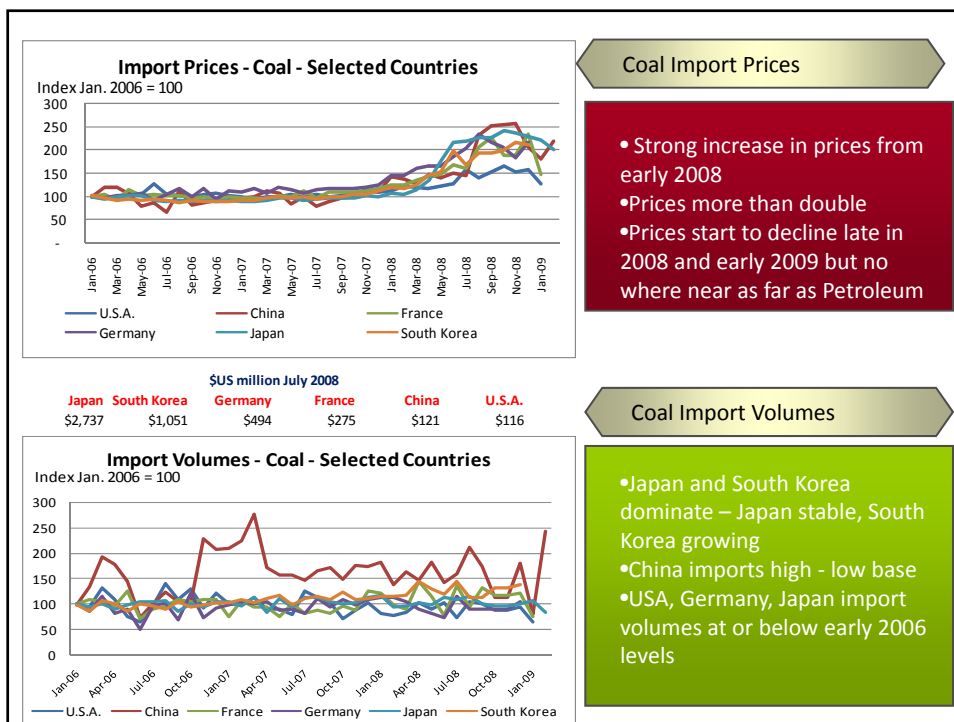 Import Prices - Coal - Selected Countries
Index Jan. 2006 = 100
300
250
200
150
100
50
-
Jan-06
Mar-06
May-06
Jul-06
Sep-06
Nov-06
Jan-07
Mar-07
May-07
Jul-07
Sep-07
Nov-07
Jan-08
Mar-08
May-08
Jul-08
Sep-08
Nov-08
Jan-09
U.S.A. China France
Germany Japan South Korea
Coal Import Prices
•Strong increase in prices from
early 2008
•Prices more than double
•Prices start to decline late in
2008 and early 2009 but no
where near as far as Petroleum
$US million July 2008
Japan South Korea Germany France China U.S.A.
$2,737 $1,051 $494 $275 $121 $116
Import Volumes - Coal - Selected Countries
Index Jan. 2006 = 100
300
250
200
150
100
50
0
Jan-06
Apr-06
Jul-06
Oct-06
Jan-07
Apr-07
Jul-07
Oct-07
Jan-08
Apr-08
Jul-08
Oct-08
Jan-09
U.S.A. China France Germany Japan South Korea
Coal Import Volumes
•Japan and South Korea
dominate – Japan stable, South
Korea growing
•China imports high - low base
•USA, Germany, Japan import
volumes at or below early 2006
levels